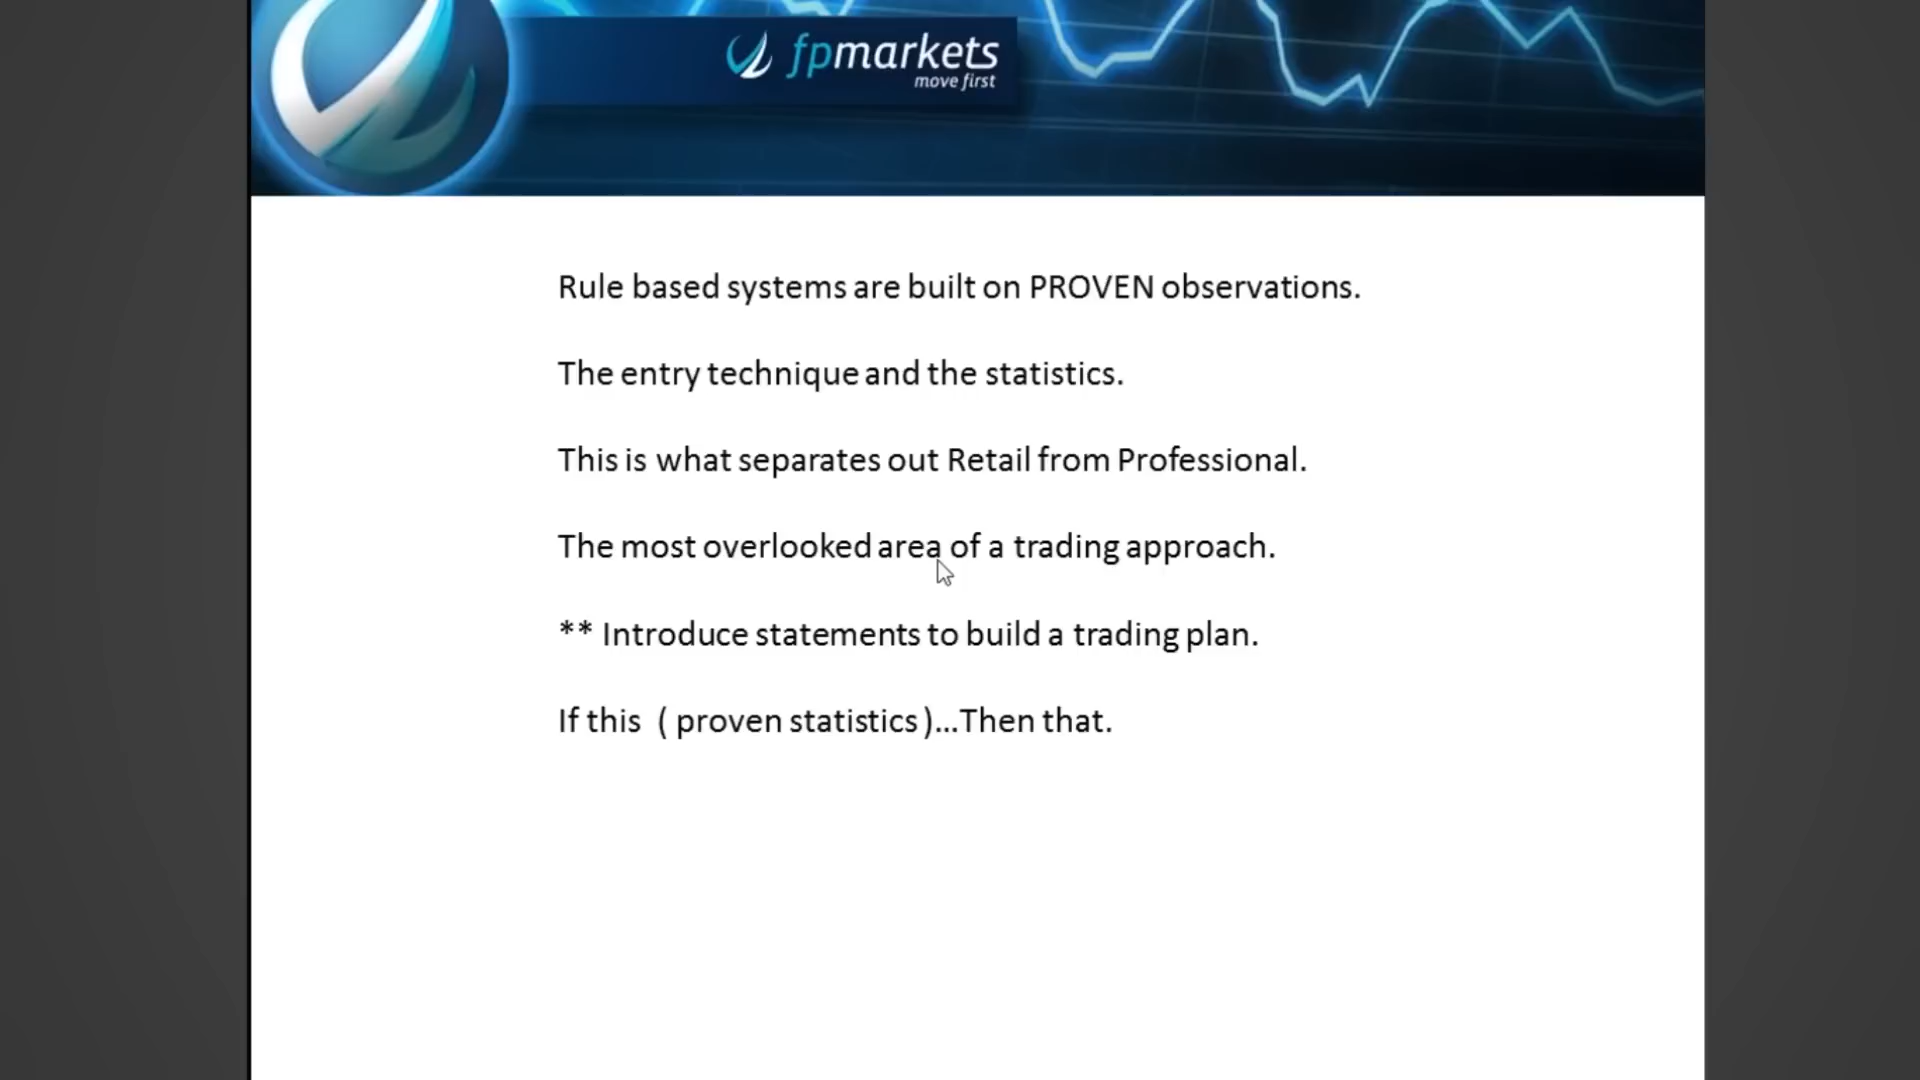 fpmarkets
move first
Rule based systems are built on PROVEN observations.
The entry technique and the statistics.
This is what separates out Retail from Professional.
The most overlooked area of a trading approach.
** Introduce statements to build a trading plan.
If this  ( proven statistics )...Then that.